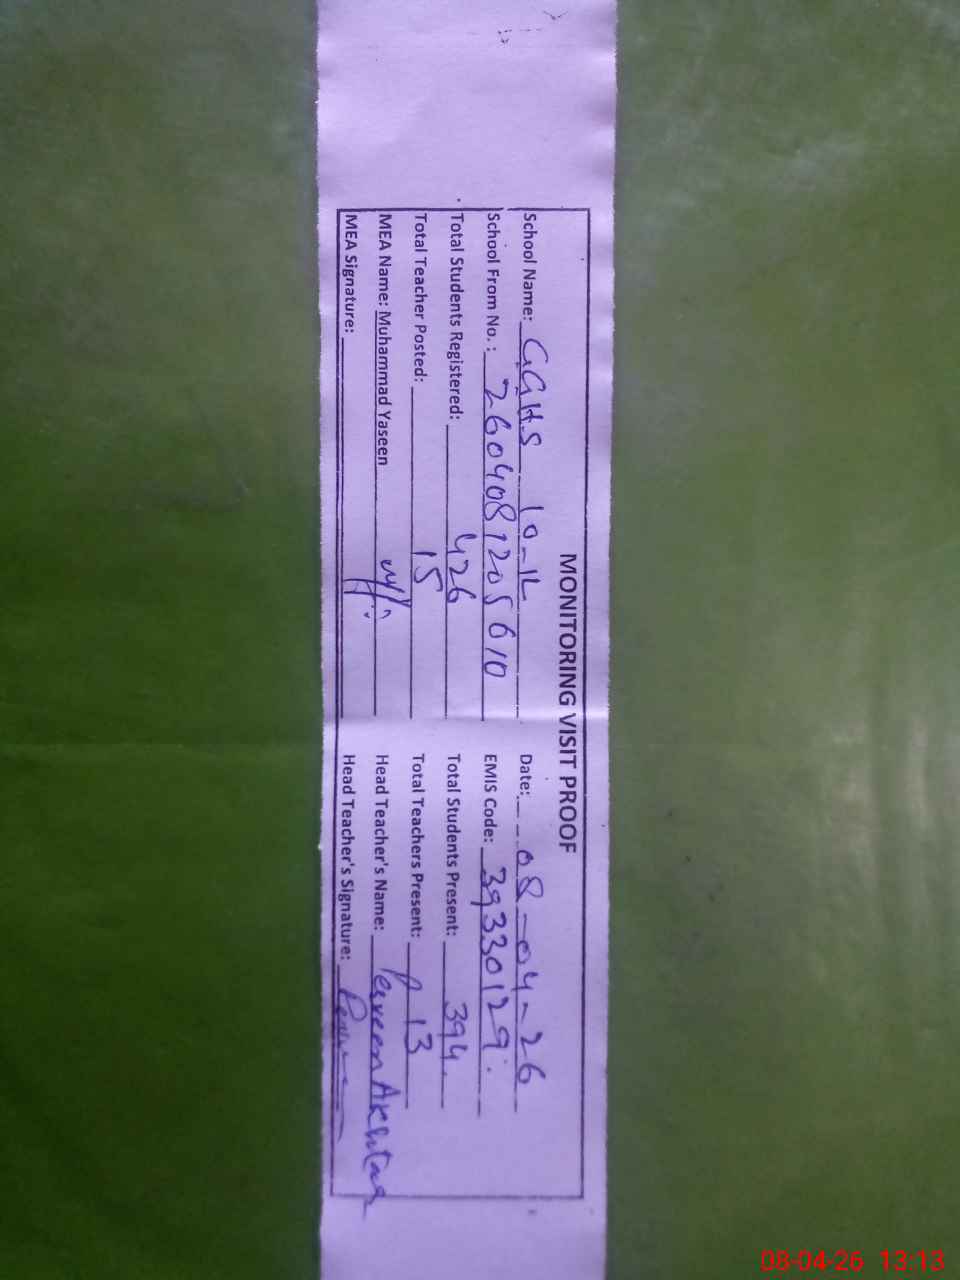 MONITORING VISIT PROOF
School Name: GGHS 10-1L Date: 08-04-26
School From No.: 2604081205610 EMIS Code: 39330129
Total Students Registered: 426 Total Students Present: 394
Total Teacher Posted: 15 Total Teachers Present: 13
MEA Name: Muhammad Yaseen Head Teacher's Name: Perveen Akhtar
MEA Signature: Head Teacher's Signature:
08-04-26 13:13